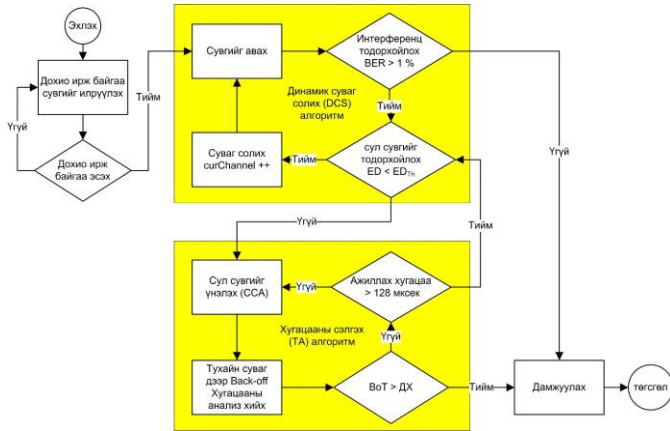 Эхлэх
Дохио ирж байгаа
сувгийг илрүүлэх
Үгүй
Дохио ирж
байгаа эсэх
Тийм
Сувгийг авах
Интерференц
тодорхойлох
BER > 1 %
Динамик суваг
солих (DCS)
алгоритм
Тийм
Суваг солих
curChannel ++
Тийм
сул сувгийг
тодорхойлох
ED < EDTh
Үгүй
Үгүй
Тийм
Сул сувгийг
үнэлэх (CCA)
Үгүй
Ажиллах хугацаа
> 128 мксек
Хугацааны сэлгэх
(TA) алгоритм
Үгүй
Тухайн суваг
дээр Back-off
Хугацааны
анализ хийх
BoT > ДХ
Тийм
Дамжуулах
төгсгөл